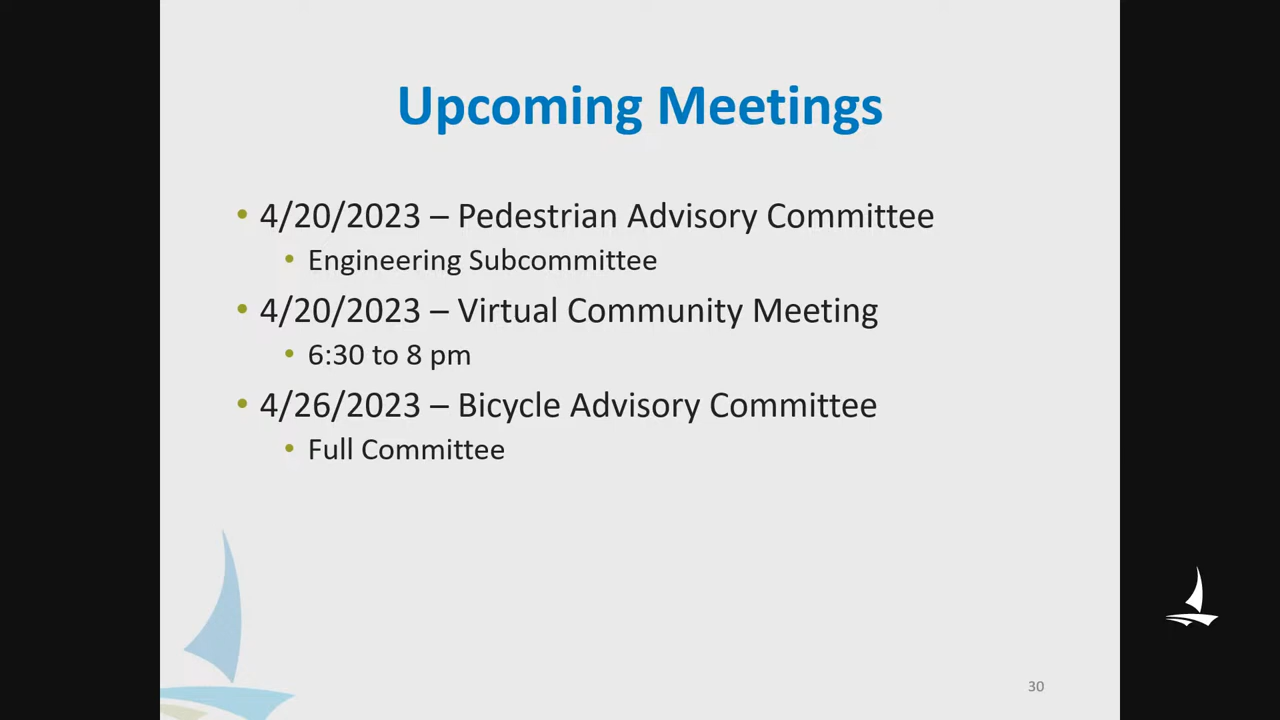 Upcoming Meetings
• 4/20/2023 – Pedestrian Advisory Committee
• Engineering Subcommittee
• 4/20/2023 – Virtual Community Meeting
• 6:30 to 8 pm
• 4/26/2023 – Bicycle Advisory Committee
• Full Committee
30